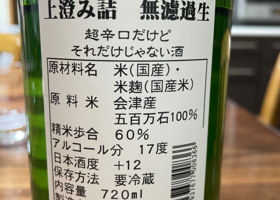 上澄み詰 無濾過生
超辛口だけど
それだけじゃない酒
原材料名 米(国産)・
米麹(国産米)
原料米 会津産
五百万石100%
精米歩合 60%
アルコール分 17度
日本酒度 +12
保存方法 要冷蔵
内容量 720ml